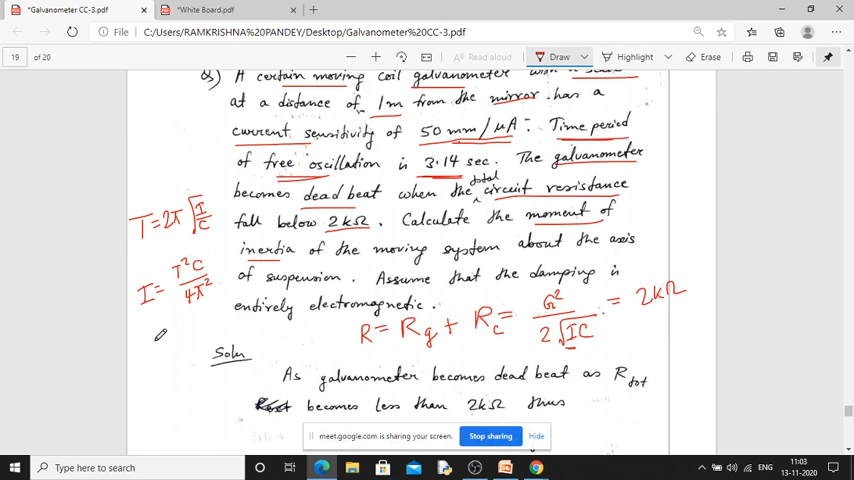 *Galvanometer CC-3.pdf
*White Board.pdf
C:/Users/RAMKRISHNA%20PANDEY/Desktop/Galvanometer%20CC-3.pdf
19 of 20
Read aloud
Draw
Highlight
Erase
Q) A certain moving coil galvanometer with a scale
at a distance of 1m from the mirror has a
current sensitivity of 50 mm/μA. Time period
of free oscillation is 3.14 sec. The galvanometer
becomes dead beat when the total circuit resistance
fall below 2kΩ. Calculate the moment of
inertia of the moving system about the axis
of suspension. Assume that the damping is
entirely electromagnetic.
T=2π√I/C
I= T²C/4π²
R= Rg + Rc = G²/2√IC = 2kΩ
Soln
As galvanometer becomes dead beat as Rtot
becomes less than 2kΩ thus
meet.google.com is sharing your screen.
Stop sharing
Hide
Type here to search
ENG
11:03
13-11-2020